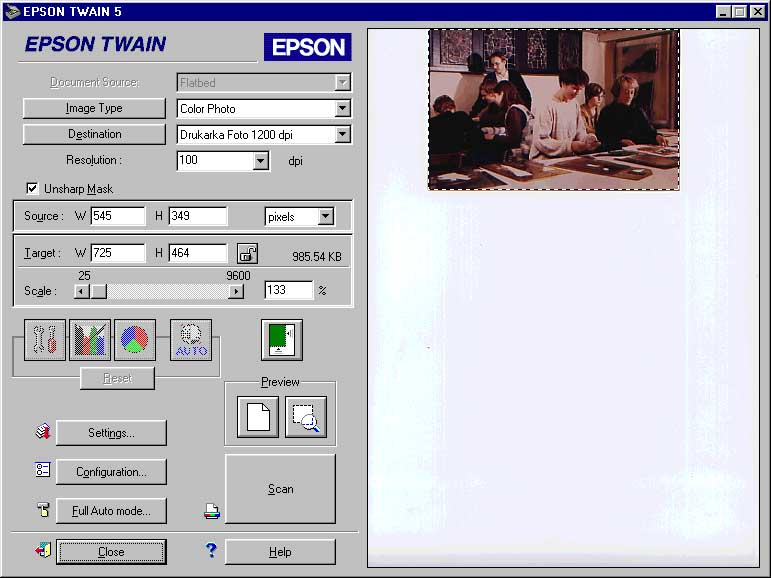 EPSON TWAIN 5
EPSON TWAIN
EPSON
Document Source:
Flatbed
Image Type
Color Photo
Destination
Drukarka Foto 1200 dpi
Resolution :
100
dpi
Unsharp Mask
Source : W 545 H 349 pixels
Target : W 725 H 464 985.54 KB
25 9600
Scale : 133 %
AUTO
Reset
Preview
Settings...
Configuration...
Scan
Full Auto mode...
Close
? Help